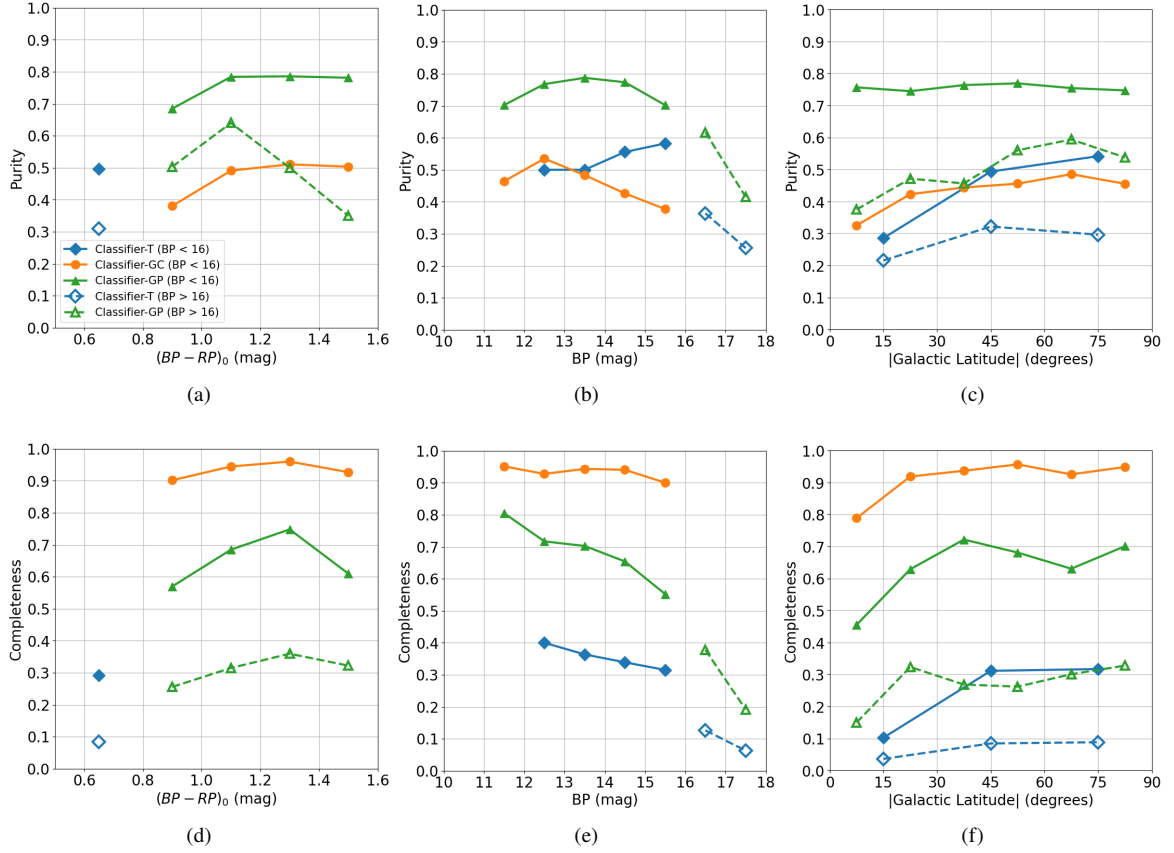 1.0
0.9
0.8
0.7
0.6
0.5
0.4
0.3
0.2
0.1
0.0
Purity
0.6 0.8 1.0 1.2 1.4 1.6
(BP − RP)₀ (mag)
Classifier-T (BP < 16)
Classifier-GC (BP < 16)
Classifier-GP (BP < 16)
Classifier-T (BP > 16)
Classifier-GP (BP > 16)
(a)
1.0
0.9
0.8
0.7
0.6
0.5
0.4
0.3
0.2
0.1
0.0
Purity
10 11 12 13 14 15 16 17 18
BP (mag)
(b)
1.0
0.9
0.8
0.7
0.6
0.5
0.4
0.3
0.2
0.1
0.0
Purity
0 15 30 45 60 75 90
|Galactic Latitude| (degrees)
(c)
1.0
0.9
0.8
0.7
0.6
0.5
0.4
0.3
0.2
0.1
0.0
Completeness
0.6 0.8 1.0 1.2 1.4 1.6
(BP − RP)₀ (mag)
(d)
1.0
0.9
0.8
0.7
0.6
0.5
0.4
0.3
0.2
0.1
0.0
Completeness
10 11 12 13 14 15 16 17 18
BP (mag)
(e)
1.0
0.9
0.8
0.7
0.6
0.5
0.4
0.3
0.2
0.1
0.0
Completeness
0 15 30 45 60 75 90
|Galactic Latitude| (degrees)
(f)